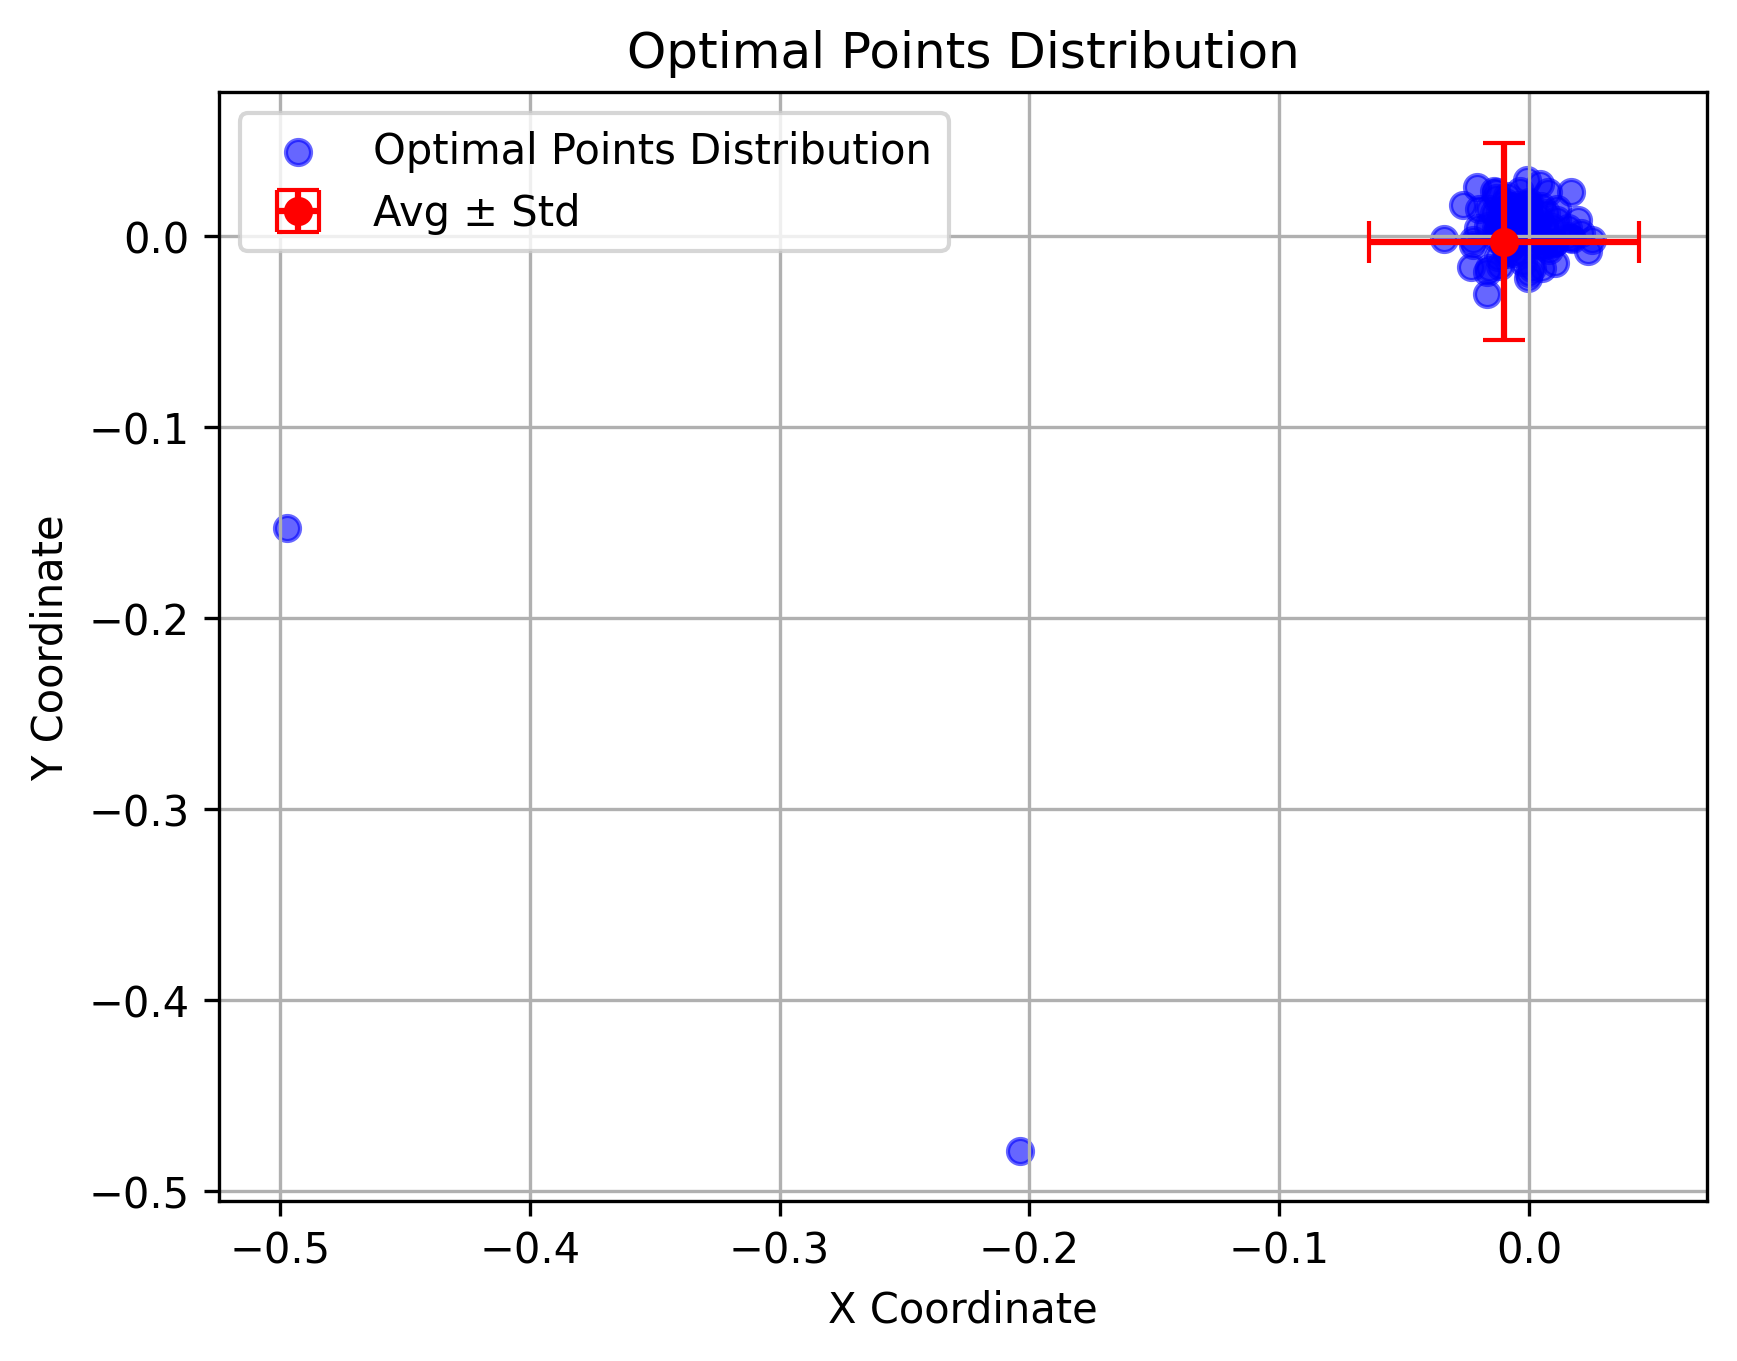 Optimal Points Distribution
Optimal Points Distribution
Avg ± Std
0.0
−0.1
−0.2
−0.3
−0.4
−0.5
Y Coordinate
−0.5 −0.4 −0.3 −0.2 −0.1 0.0
X Coordinate